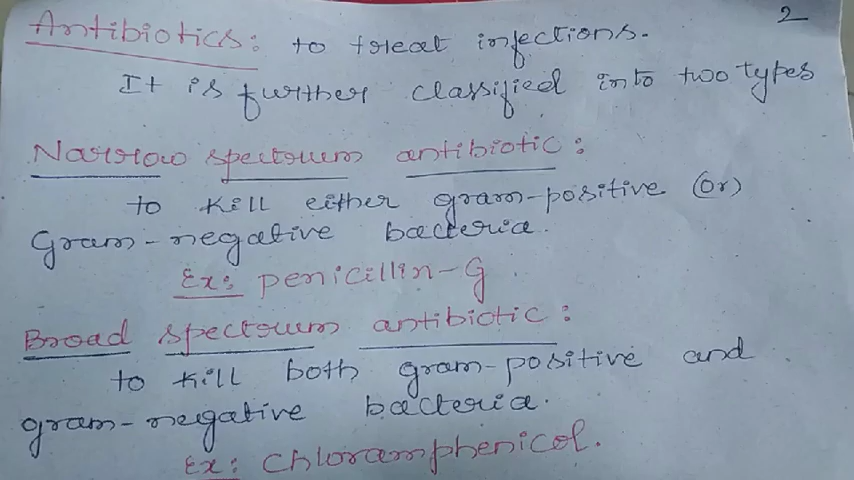 2
Antibiotics: to treat infections.
It is further classified into two types
Narrow spectrum antibiotic:
to kill either gram-positive (or)
Gram-negative bacteria.
Ex: penicillin-G
Broad spectrum antibiotic:
to kill both gram-positive and
gram-negative bacteria.
Ex: Chloramphenicol.